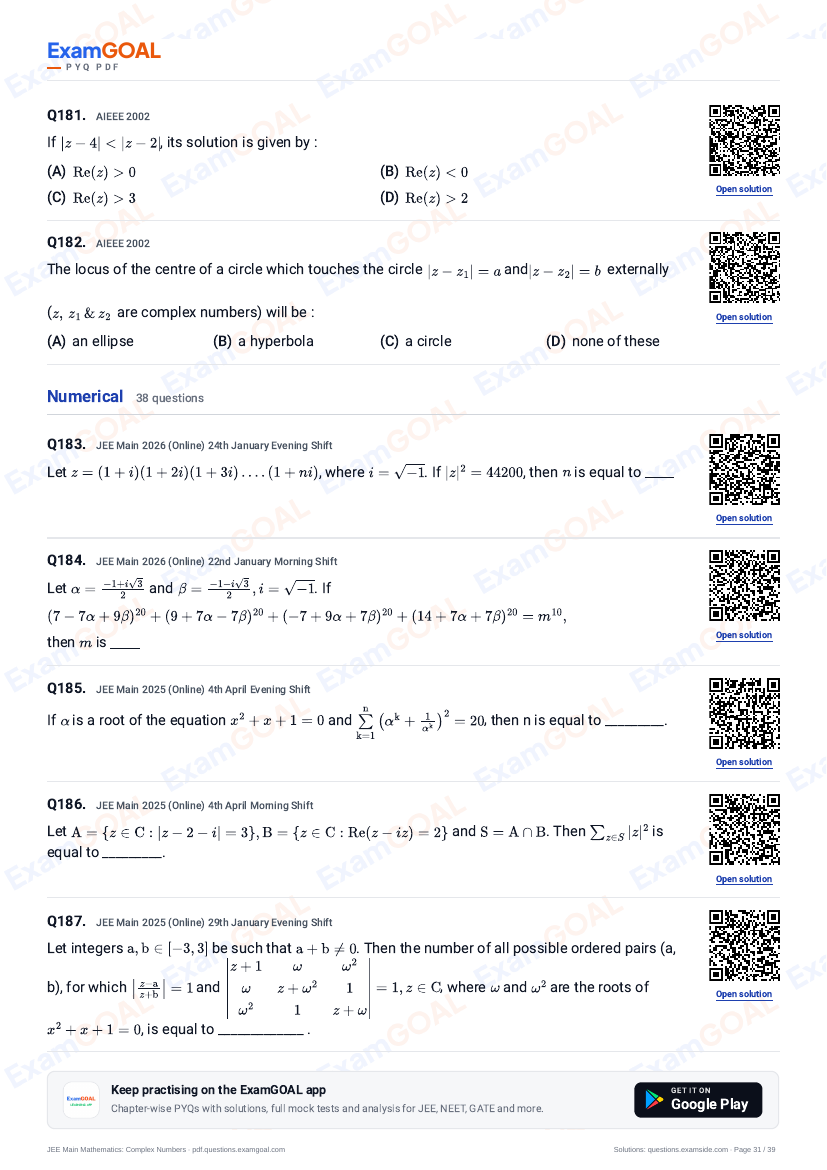 ExamGOAL
PYQ PDF
Q181. AIEEE 2002
If |z − 4| < |z − 2|, its solution is given by :
(A) Re(z) > 0 (B) Re(z) < 0
(C) Re(z) > 3 (D) Re(z) > 2
Open solution
Q182. AIEEE 2002
The locus of the centre of a circle which touches the circle |z − z₁| = a and|z − z₂| = b externally
(z, z₁ & z₂ are complex numbers) will be :
(A) an ellipse (B) a hyperbola (C) a circle (D) none of these
Open solution
Numerical 38 questions
Q183. JEE Main 2026 (Online) 24th January Evening Shift
Let z = (1 + i)(1 + 2i)(1 + 3i) . . . . (1 + ni), where i = √−1. If |z|² = 44200, then n is equal to ____
Open solution
Q184. JEE Main 2026 (Online) 22nd January Morning Shift
Let α = (−1+i√3)/2 and β = (−1−i√3)/2, i = √−1. If
(7 − 7α + 9β)²⁰ + (9 + 7α − 7β)²⁰ + (−7 + 9α + 7β)²⁰ + (14 + 7α + 7β)²⁰ = m¹⁰,
then m is ____
Open solution
Q185. JEE Main 2025 (Online) 4th April Evening Shift
If α is a root of the equation x² + x + 1 = 0 and ∑ₖ₌₁ⁿ (αᵏ + 1/αᵏ)² = 20, then n is equal to ________.
Open solution
Q186. JEE Main 2025 (Online) 4th April Morning Shift
Let A = {z ∈ C : |z − 2 − i| = 3}, B = {z ∈ C : Re(z − iz) = 2} and S = A ∩ B. Then ∑_{z∈S} |z|² is
equal to ________.
Open solution
Q187. JEE Main 2025 (Online) 29th January Evening Shift
Let integers a, b ∈ [−3, 3] be such that a + b ≠ 0. Then the number of all possible ordered pairs (a,
b), for which |(z−a)/(z+b)| = 1 and | z + 1 ω ω² |
| ω z + ω² 1 | = 1, z ∈ C, where ω and ω² are the roots of
| ω² 1 z + ω |
x² + x + 1 = 0, is equal to ____________ .
Open solution
ExamGOAL
Keep practising on the ExamGOAL app
Chapter-wise PYQs with solutions, full mock tests and analysis for JEE, NEET, GATE and more.
GET IT ON
Google Play
JEE Main Mathematics: Complex Numbers · pdf.questions.examgoal.com
Solutions: questions.examside.com · Page 31 / 39